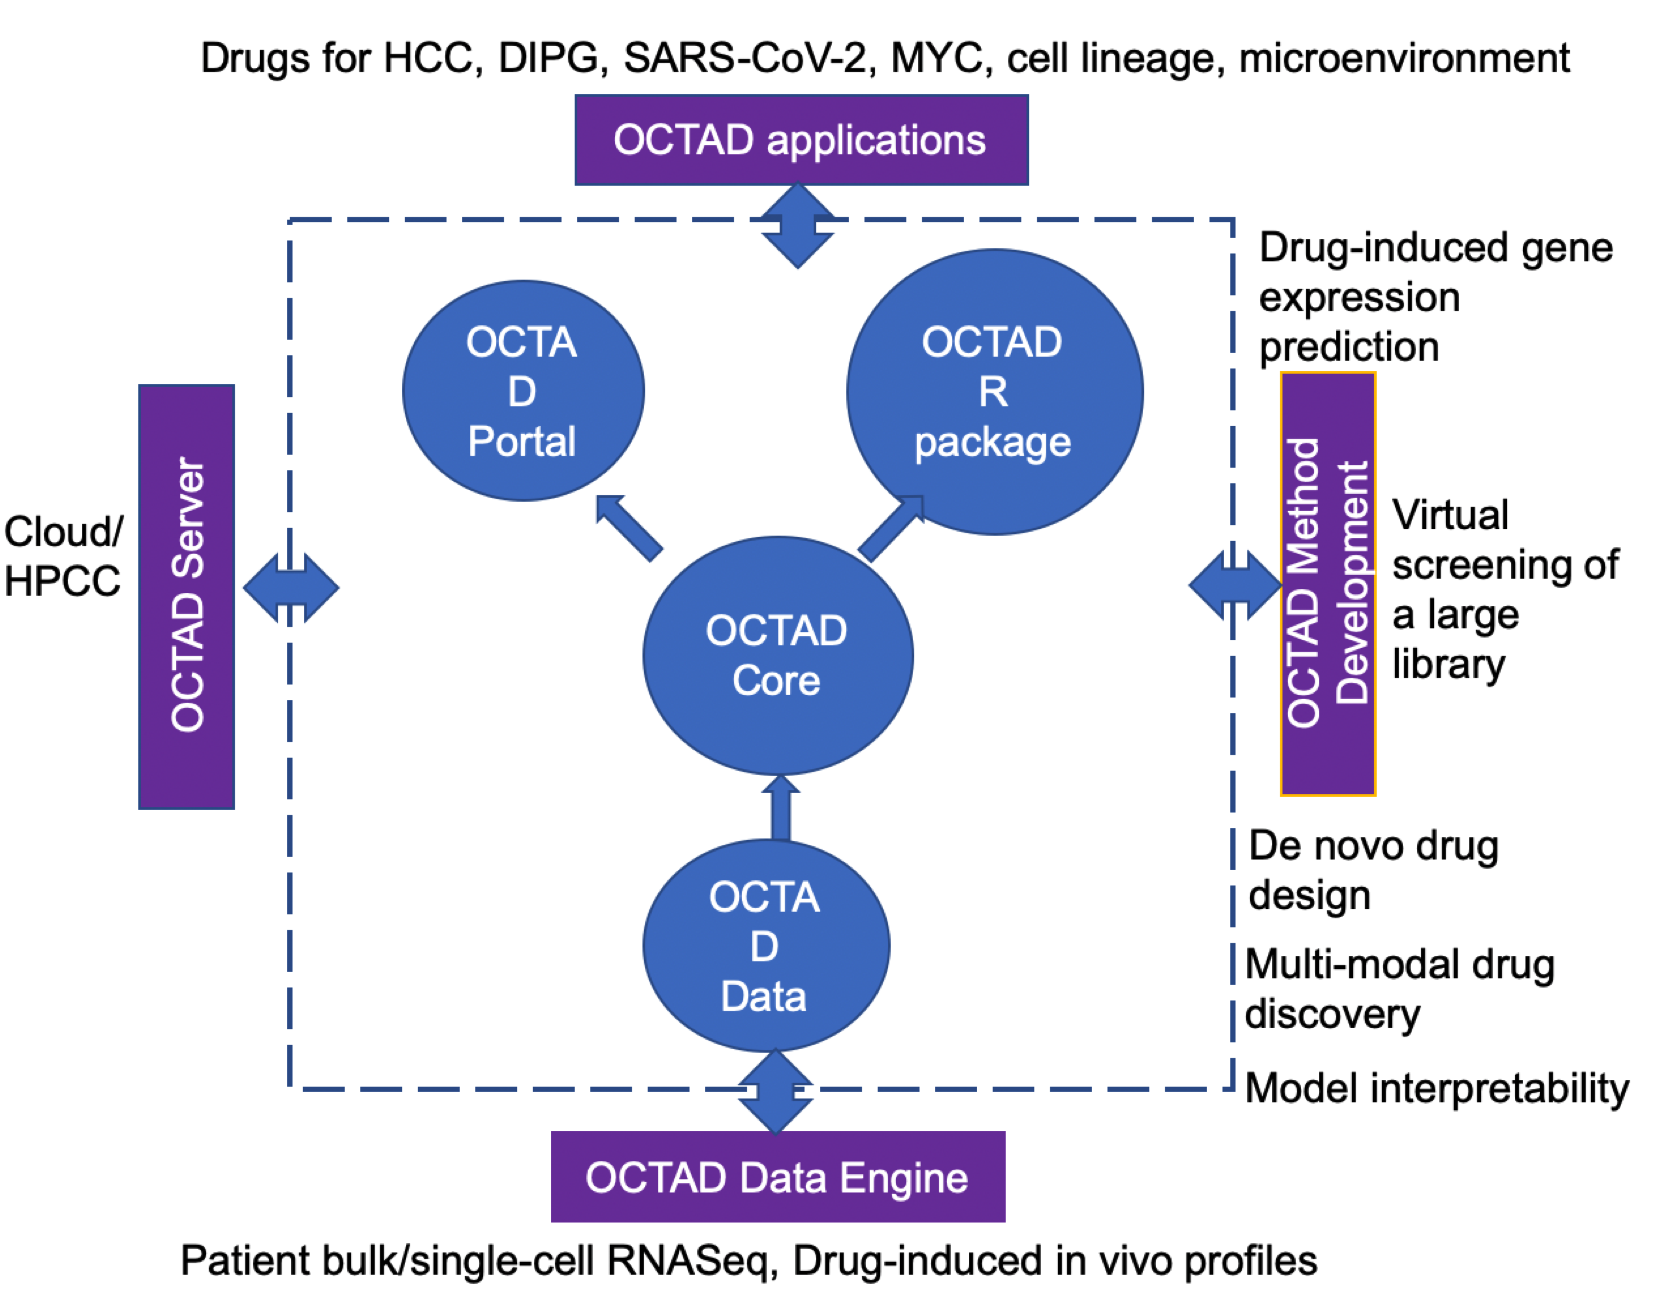 Drugs for HCC, DIPG, SARS-CoV-2, MYC, cell lineage, microenvironment
OCTAD applications
Drug-induced gene
expression
prediction
OCTA
D
Portal
OCTAD
R
package
Cloud/
HPCC
OCTAD Server
OCTAD
Core
OCTAD Method
Development
Virtual
screening of
a large
library
OCTA
D
Data
De novo drug
design
Multi-modal drug
discovery
Model interpretability
OCTAD Data Engine
Patient bulk/single-cell RNASeq, Drug-induced in vivo profiles